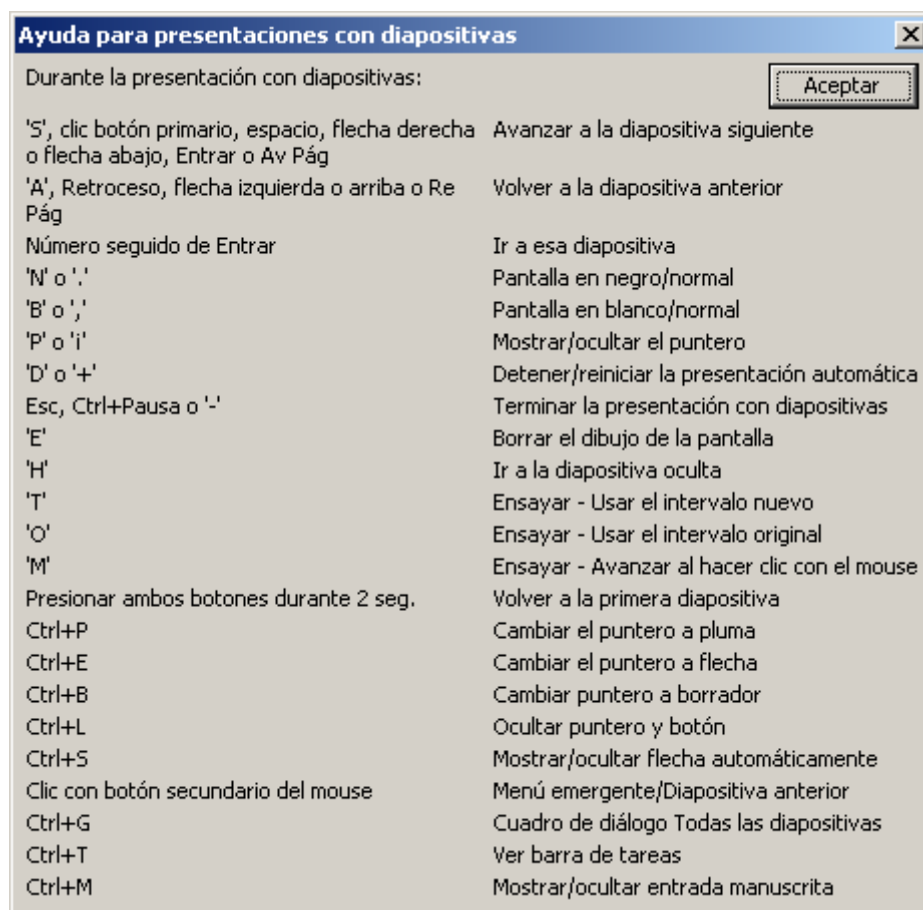 Ayuda para presentaciones con diapositivas
Durante la presentación con diapositivas:
Aceptar
'S', clic botón primario, espacio, flecha derecha Avanzar a la diapositiva siguiente
o flecha abajo, Entrar o Av Pág
'A', Retroceso, flecha izquierda o arriba o Re Volver a la diapositiva anterior
Pág
Número seguido de Entrar Ir a esa diapositiva
'N' o '.' Pantalla en negro/normal
'B' o ',' Pantalla en blanco/normal
'P' o 'i' Mostrar/ocultar el puntero
'D' o '+' Detener/reiniciar la presentación automática
Esc, Ctrl+Pausa o '-' Terminar la presentación con diapositivas
'E' Borrar el dibujo de la pantalla
'H' Ir a la diapositiva oculta
'T' Ensayar - Usar el intervalo nuevo
'O' Ensayar - Usar el intervalo original
'M' Ensayar - Avanzar al hacer clic con el mouse
Presionar ambos botones durante 2 seg. Volver a la primera diapositiva
Ctrl+P Cambiar el puntero a pluma
Ctrl+E Cambiar el puntero a flecha
Ctrl+B Cambiar puntero a borrador
Ctrl+L Ocultar puntero y botón
Ctrl+S Mostrar/ocultar flecha automáticamente
Clic con botón secundario del mouse Menú emergente/Diapositiva anterior
Ctrl+G Cuadro de diálogo Todas las diapositivas
Ctrl+T Ver barra de tareas
Ctrl+M Mostrar/ocultar entrada manuscrita